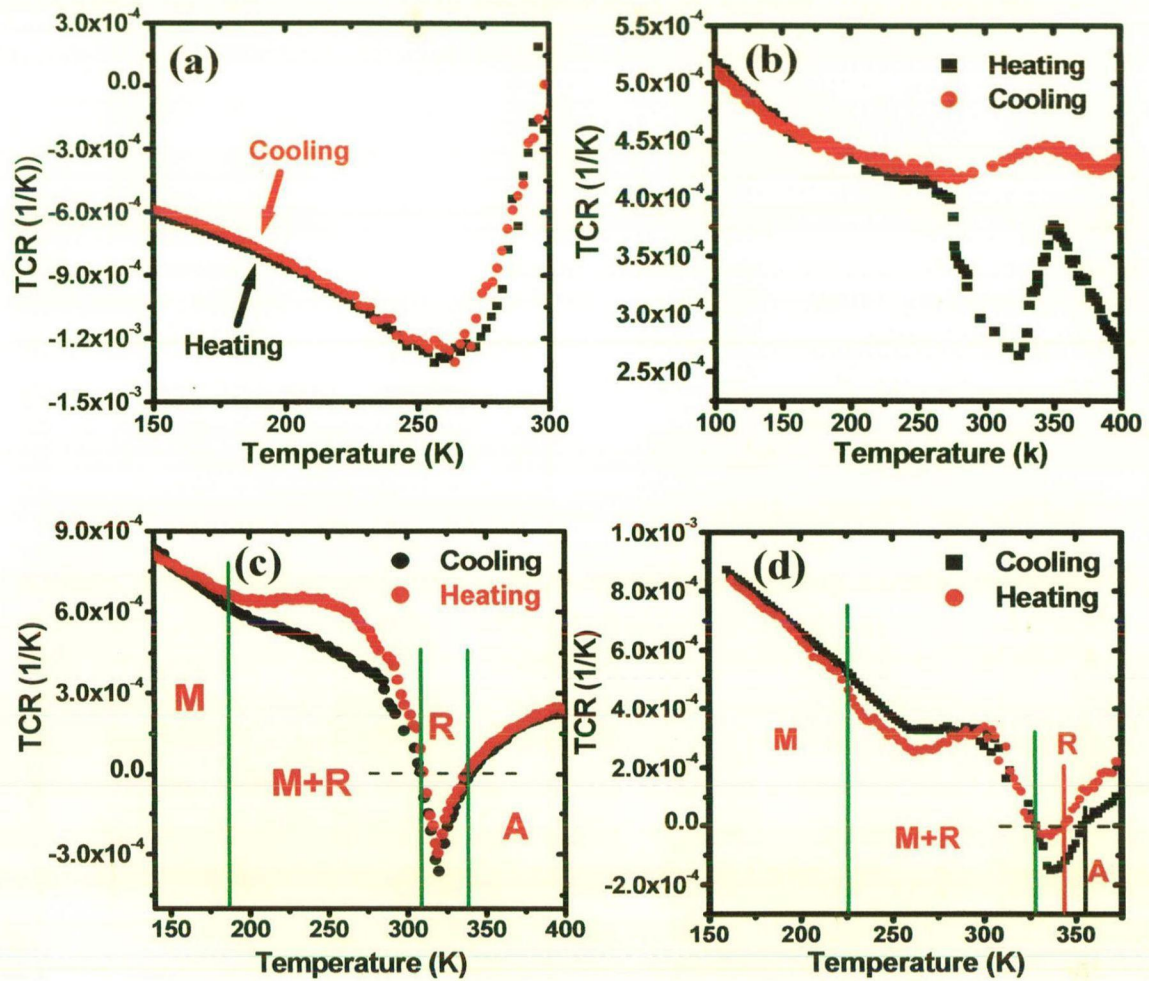 (a)
TCR (1/K))
3.0x10⁻⁴
0.0
-3.0x10⁻⁴
-6.0x10⁻⁴
-9.0x10⁻⁴
-1.2x10⁻³
-1.5x10⁻³
Cooling
Heating
150 200 250 300
Temperature (K)
(b)
Heating
Cooling
TCR (1/K)
5.5x10⁻⁴
5.0x10⁻⁴
4.5x10⁻⁴
4.0x10⁻⁴
3.5x10⁻⁴
3.0x10⁻⁴
2.5x10⁻⁴
100 150 200 250 300 350 400
Temperature (k)
(c)
Cooling
Heating
TCR (1/K)
9.0x10⁻⁴
6.0x10⁻⁴
3.0x10⁻⁴
0.0
-3.0x10⁻⁴
M
R
M+R
A
150 200 250 300 350 400
Temperature (K)
(d)
Cooling
Heating
TCR (1/K)
1.0x10⁻³
8.0x10⁻⁴
6.0x10⁻⁴
4.0x10⁻⁴
2.0x10⁻⁴
0.0
-2.0x10⁻⁴
M
R
M+R
A
150 200 250 300 350
Temperature (K)